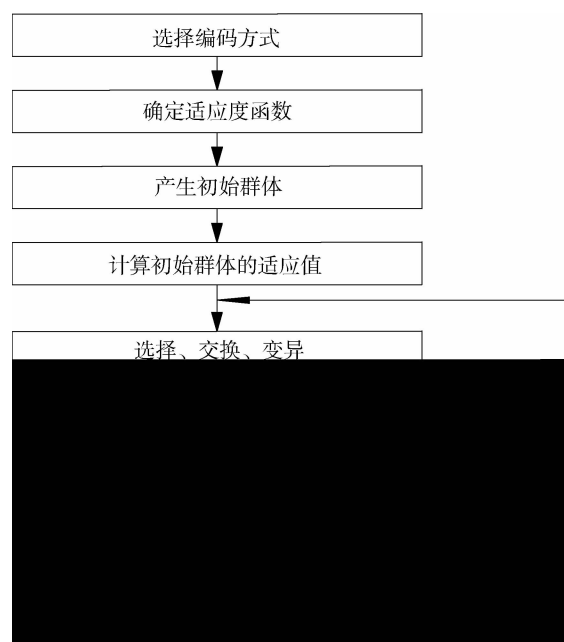 选择编码方式
确定适应度函数
产生初始群体
计算初始群体的适应值
选择、交换、变异